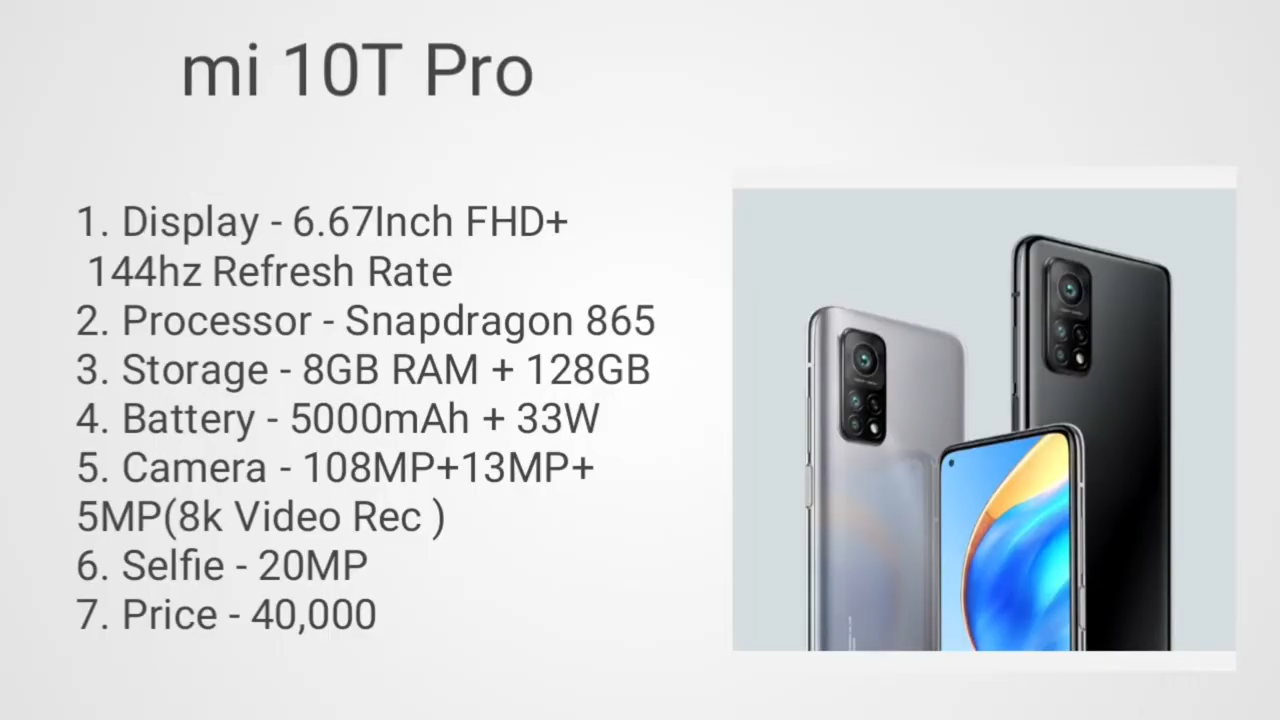 mi 10T Pro
1. Display - 6.67Inch FHD+
144hz Refresh Rate
2. Processor - Snapdragon 865
3. Storage - 8GB RAM + 128GB
4. Battery - 5000mAh + 33W
5. Camera - 108MP+13MP+
5MP(8k Video Rec )
6. Selfie - 20MP
7. Price - 40,000